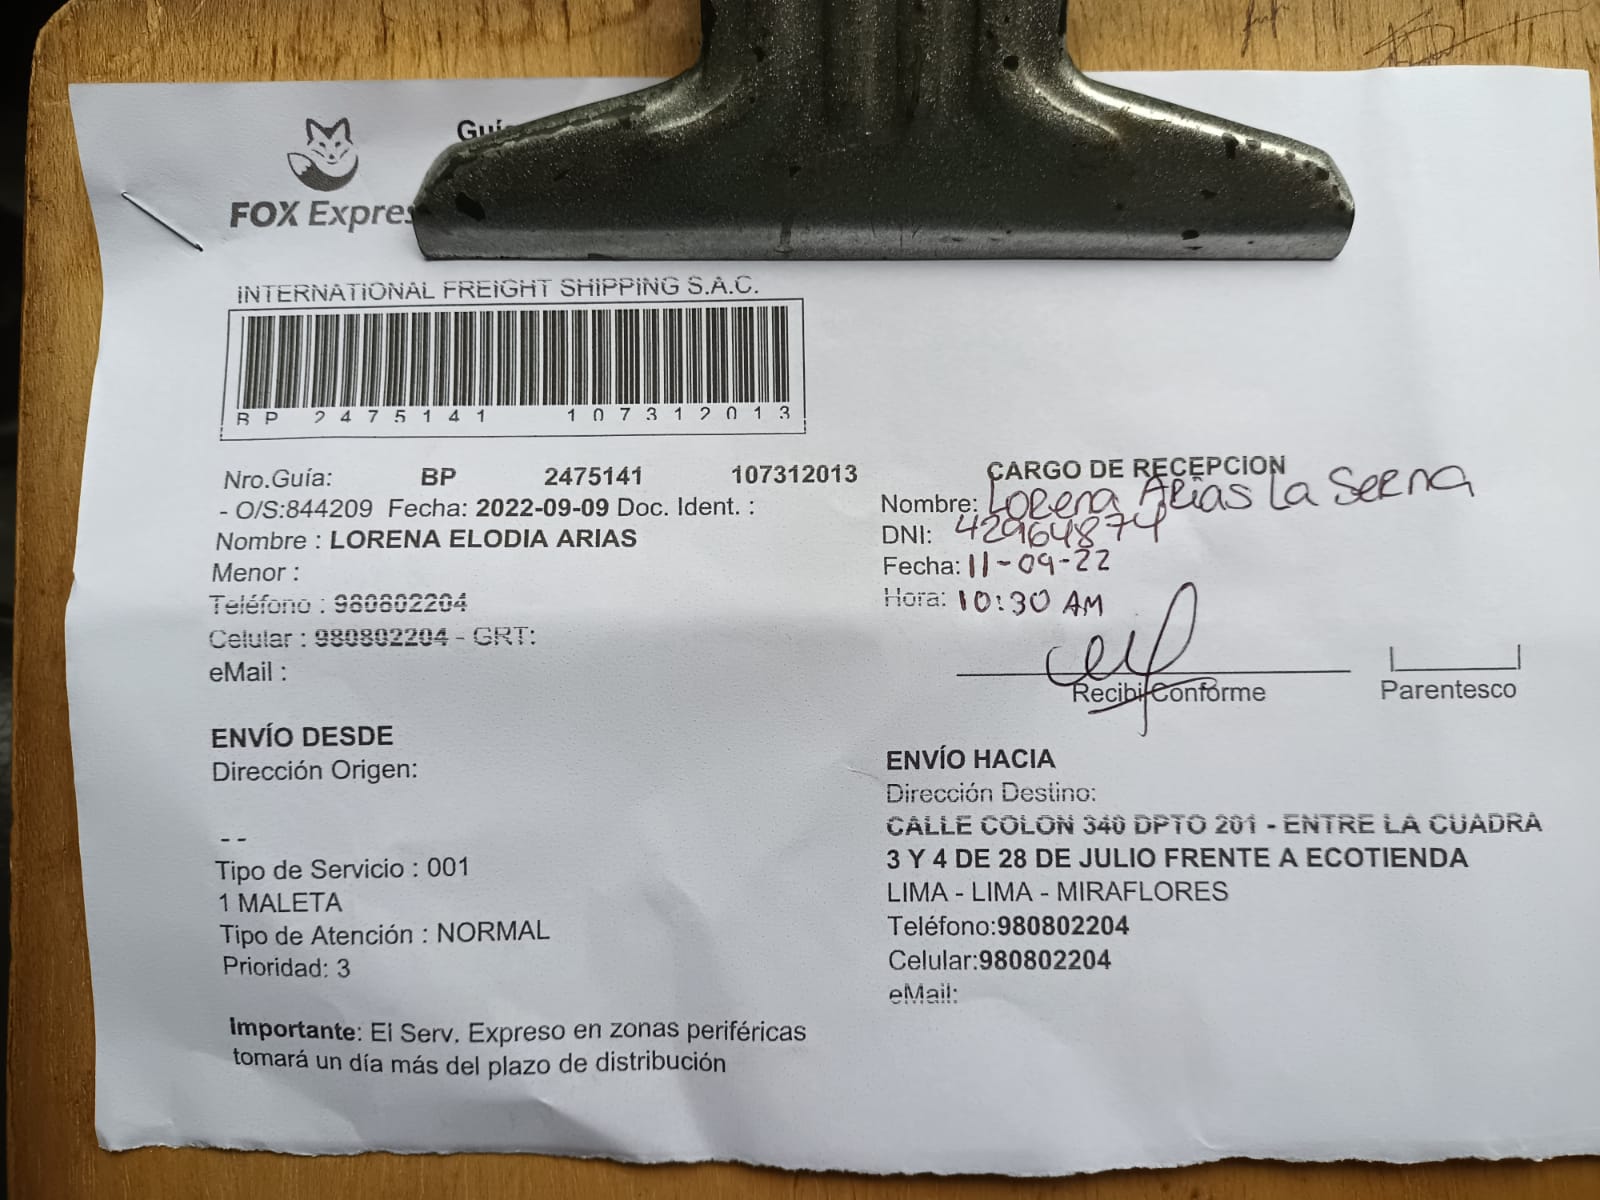 FOX Expres
INTERNATIONAL FREIGHT SHIPPING S.A.C.
BP 2475141 107312013
Nro.Guía: BP 2475141 107312013
- O/S:844209 Fecha: 2022-09-09 Doc. Ident. :
Nombre : LORENA ELODIA ARIAS
Menor :
Teléfono : 980802204
Celular : 980802204 - GRT:
eMail :
CARGO DE RECEPCION
Nombre: Lorena Arias La Serna
DNI: 42964874
Fecha: 11-09-22
Hora: 10:30 AM
Recibi Conforme
Parentesco
ENVÍO DESDE
Dirección Origen:
- -
Tipo de Servicio : 001
1 MALETA
Tipo de Atención : NORMAL
Prioridad: 3
ENVÍO HACIA
Dirección Destino:
CALLE COLON 340 DPTO 201 - ENTRE LA CUADRA
3 Y 4 DE 28 DE JULIO FRENTE A ECOTIENDA
LIMA - LIMA - MIRAFLORES
Teléfono:980802204
Celular:980802204
eMail:
Importante: El Serv. Expreso en zonas periféricas
tomará un día más del plazo de distribución